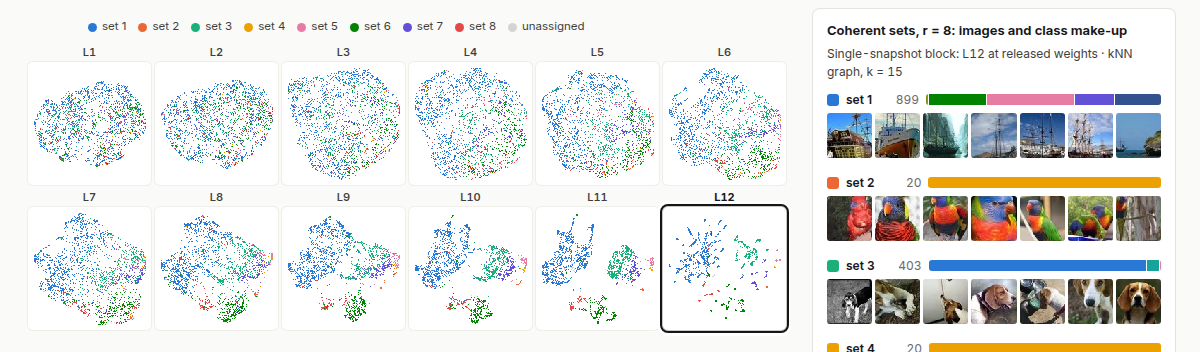 set 1 set 2 set 3 set 4 set 5 set 6 set 7 set 8 unassigned
L1 L2 L3 L4 L5 L6
L7 L8 L9 L10 L11 L12
Coherent sets, r = 8: images and class make-up
Single-snapshot block: L12 at released weights · kNN
graph, k = 15
set 1 899
set 2 20
set 3 403
set 4 20